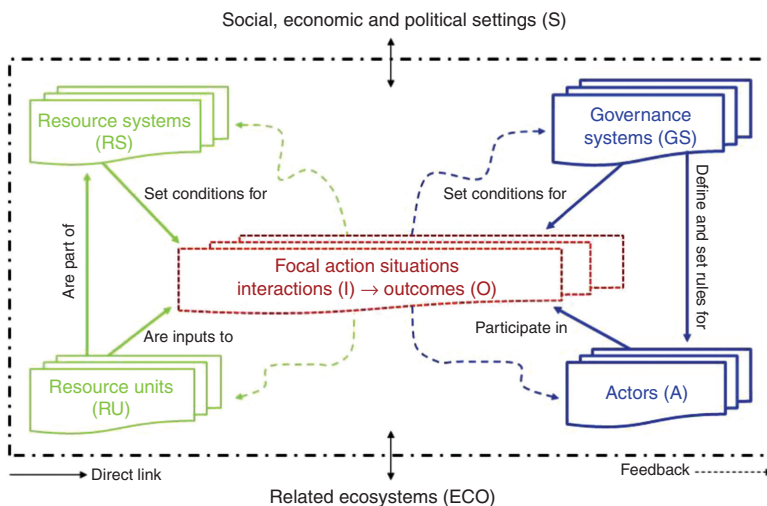 Social, economic and political settings (S)
Resource systems
(RS)
Governance
systems (GS)
Set conditions for
Set conditions for
Are part of
Define and set rules for
Focal action situations
interactions (I) → outcomes (O)
Are inputs to
Participate in
Resource units
(RU)
Actors (A)
Direct link
Feedback
Related ecosystems (ECO)